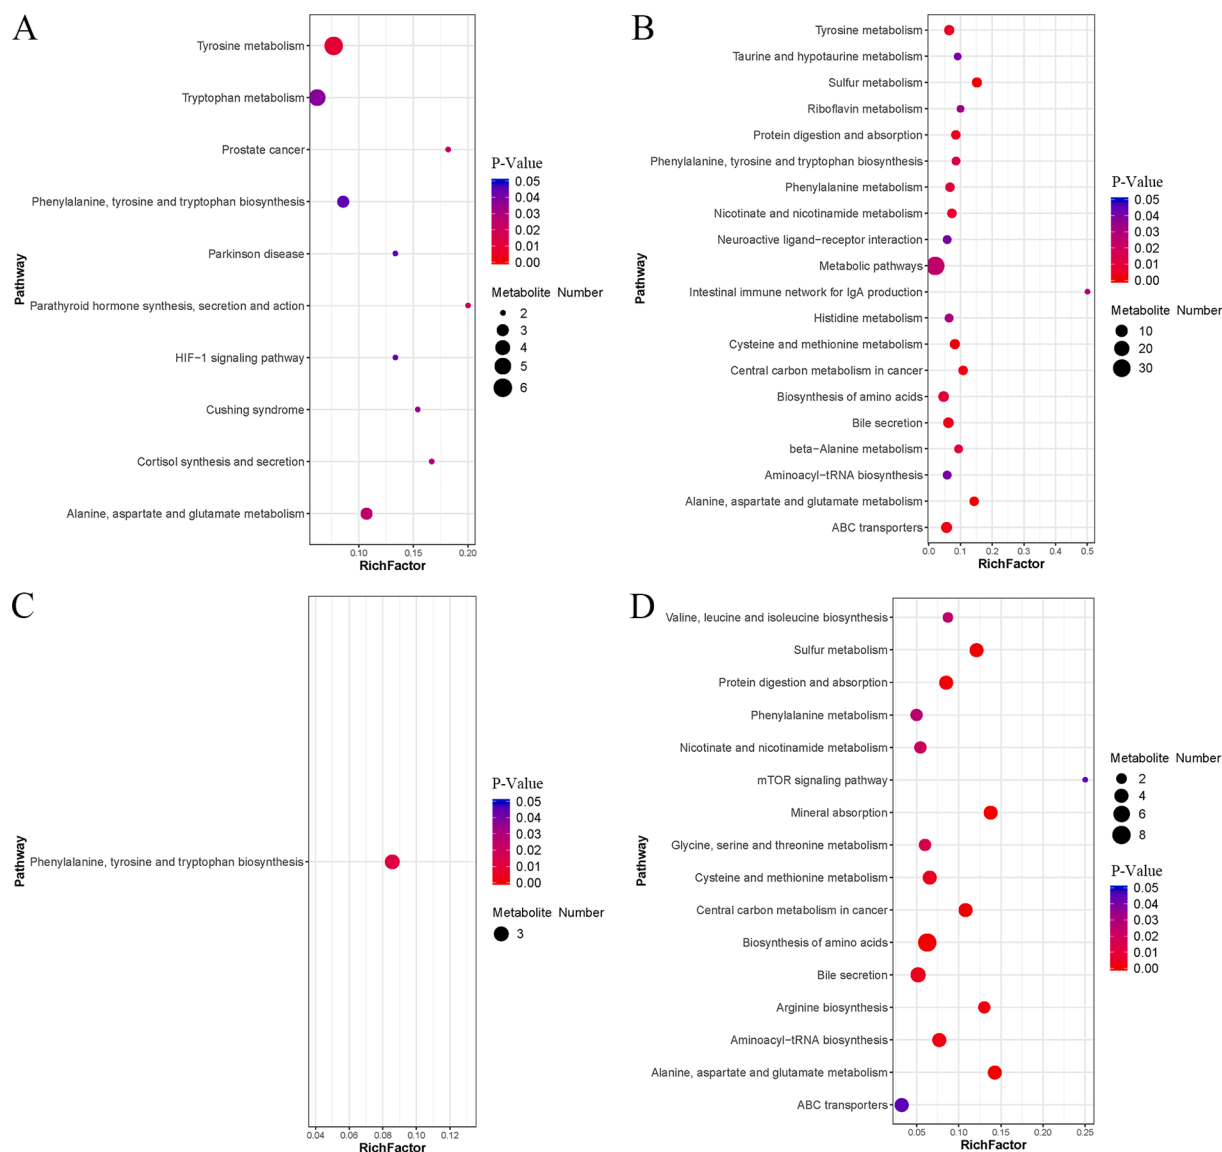 A
Pathway
Tyrosine metabolism
Tryptophan metabolism
Prostate cancer
Phenylalanine, tyrosine and tryptophan biosynthesis
Parkinson disease
Parathyroid hormone synthesis, secretion and action
HIF−1 signaling pathway
Cushing syndrome
Cortisol synthesis and secretion
Alanine, aspartate and glutamate metabolism
0.10 0.15 0.20
RichFactor
P-Value
0.05
0.04
0.03
0.02
0.01
0.00
Metabolite Number
2
3
4
5
6
B
Pathway
Tyrosine metabolism
Taurine and hypotaurine metabolism
Sulfur metabolism
Riboflavin metabolism
Protein digestion and absorption
Phenylalanine, tyrosine and tryptophan biosynthesis
Phenylalanine metabolism
Nicotinate and nicotinamide metabolism
Neuroactive ligand−receptor interaction
Metabolic pathways
Intestinal immune network for IgA production
Histidine metabolism
Cysteine and methionine metabolism
Central carbon metabolism in cancer
Biosynthesis of amino acids
Bile secretion
beta−Alanine metabolism
Aminoacyl−tRNA biosynthesis
Alanine, aspartate and glutamate metabolism
ABC transporters
0.0 0.1 0.2 0.3 0.4 0.5
RichFactor
P-Value
0.05
0.04
0.03
0.02
0.01
0.00
Metabolite Number
10
20
30
C
Pathway
Phenylalanine, tyrosine and tryptophan biosynthesis
0.04 0.06 0.08 0.10 0.12
RichFactor
P-Value
0.05
0.04
0.03
0.02
0.01
0.00
Metabolite Number
3
D
Pathway
Valine, leucine and isoleucine biosynthesis
Sulfur metabolism
Protein digestion and absorption
Phenylalanine metabolism
Nicotinate and nicotinamide metabolism
mTOR signaling pathway
Mineral absorption
Glycine, serine and threonine metabolism
Cysteine and methionine metabolism
Central carbon metabolism in cancer
Biosynthesis of amino acids
Bile secretion
Arginine biosynthesis
Aminoacyl−tRNA biosynthesis
Alanine, aspartate and glutamate metabolism
ABC transporters
0.05 0.10 0.15 0.20 0.25
RichFactor
Metabolite Number
2
4
6
8
P-Value
0.05
0.04
0.03
0.02
0.01
0.00